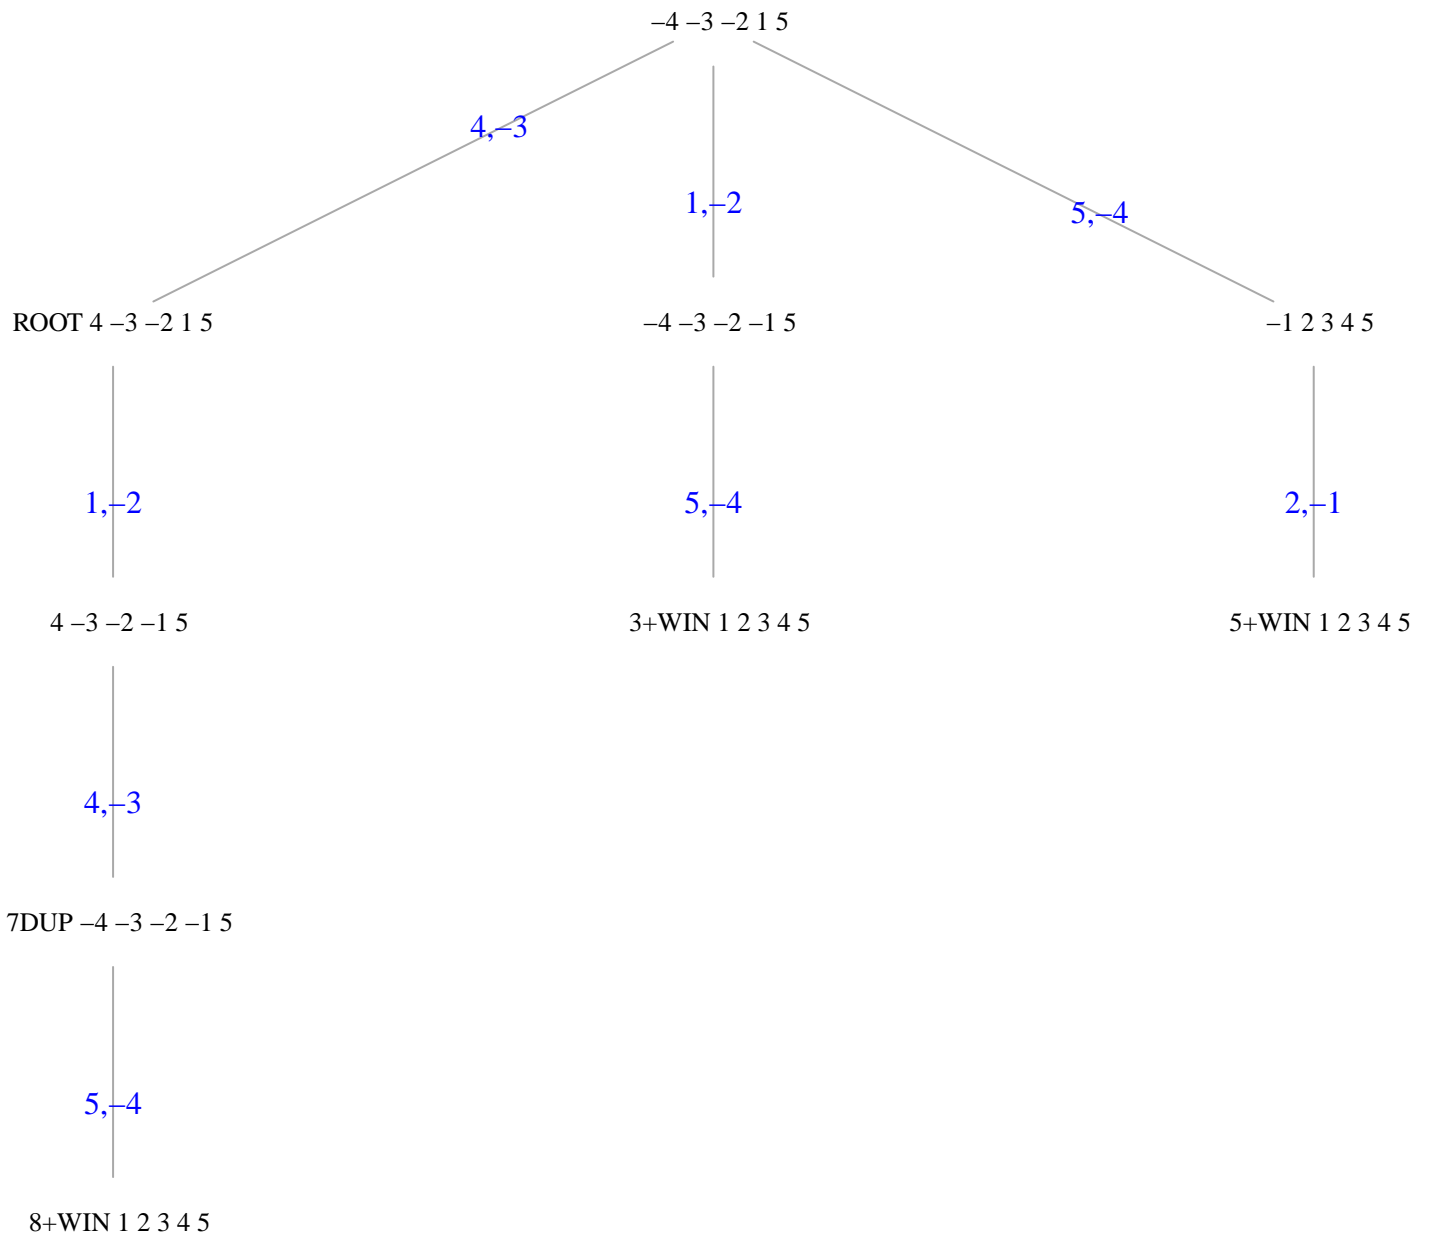 –4 –3 –2 1 5
4,–3
1,–2
5,–4
ROOT 4 –3 –2 1 5
–4 –3 –2 –1 5
–1 2 3 4 5
1,–2
5,–4
2,–1
4 –3 –2 –1 5
3+WIN 1 2 3 4 5
5+WIN 1 2 3 4 5
4,–3
7DUP –4 –3 –2 –1 5
5,–4
8+WIN 1 2 3 4 5